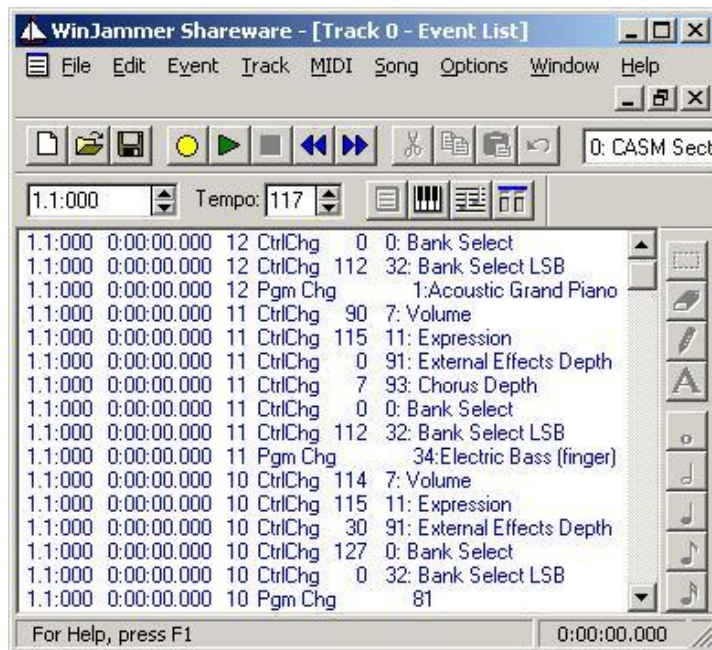 WinJammer Shareware - [Track 0 - Event List]
File Edit Event Track MIDI Song Options Window Help
0: CASM Sect
1.1:000 Tempo: 117
1.1:000 0:00:00.000 12 CtrlChg 0 0: Bank Select
1.1:000 0:00:00.000 12 CtrlChg 112 32: Bank Select LSB
1.1:000 0:00:00.000 12 Pgm Chg 1:Acoustic Grand Piano
1.1:000 0:00:00.000 11 CtrlChg 90 7: Volume
1.1:000 0:00:00.000 11 CtrlChg 115 11: Expression
1.1:000 0:00:00.000 11 CtrlChg 0 91: External Effects Depth
1.1:000 0:00:00.000 11 CtrlChg 7 93: Chorus Depth
1.1:000 0:00:00.000 11 CtrlChg 0 0: Bank Select
1.1:000 0:00:00.000 11 CtrlChg 112 32: Bank Select LSB
1.1:000 0:00:00.000 11 Pgm Chg 34:Electric Bass (finger)
1.1:000 0:00:00.000 10 CtrlChg 114 7: Volume
1.1:000 0:00:00.000 10 CtrlChg 115 11: Expression
1.1:000 0:00:00.000 10 CtrlChg 30 91: External Effects Depth
1.1:000 0:00:00.000 10 CtrlChg 127 0: Bank Select
1.1:000 0:00:00.000 10 CtrlChg 0 32: Bank Select LSB
1.1:000 0:00:00.000 10 Pgm Chg 81
A
For Help, press F1 0:00:00.000